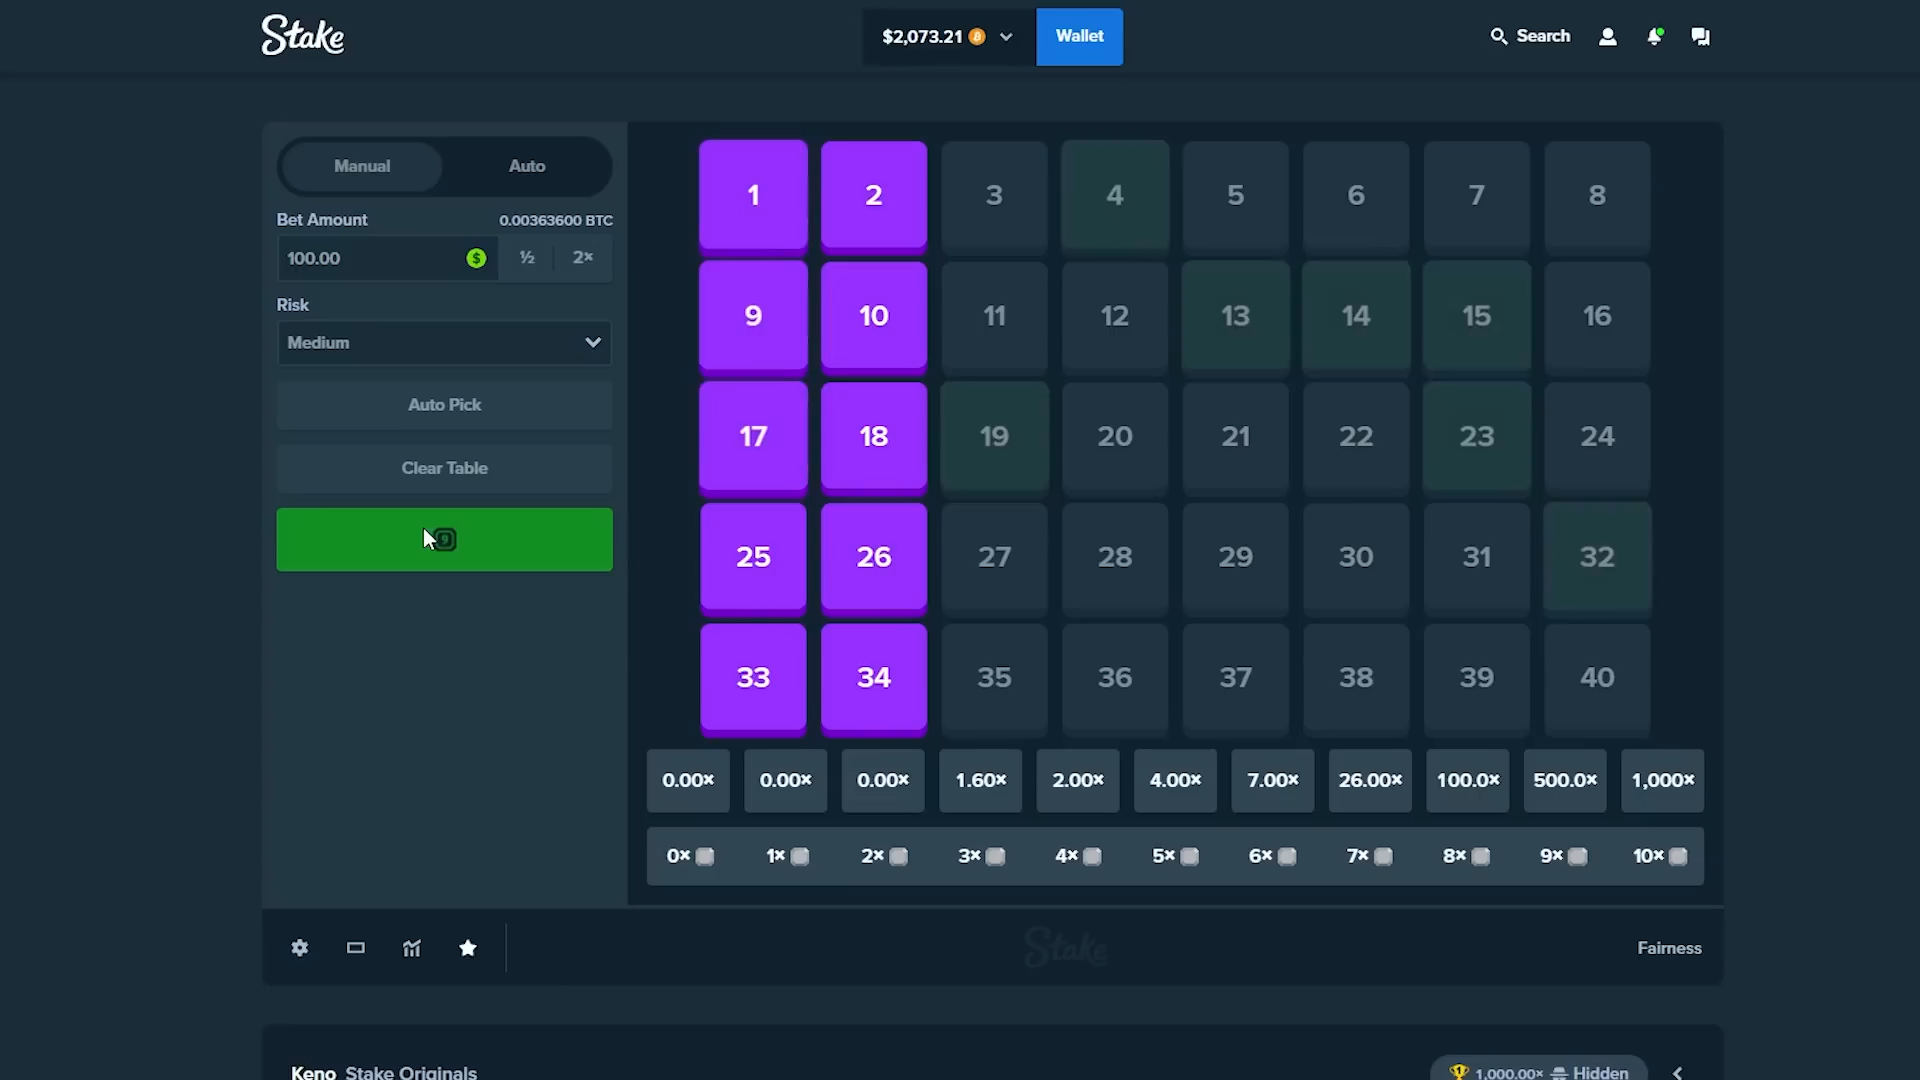 Stake
$2,073.21
Wallet
Search
Manual
Auto
Bet Amount
0.00363600 BTC
100.00
½
2×
Risk
Medium
Auto Pick
Clear Table
1 2 3 4 5 6 7 8
9 10 11 12 13 14 15 16
17 18 19 20 21 22 23 24
25 26 27 28 29 30 31 32
33 34 35 36 37 38 39 40
0.00× 0.00× 0.00× 1.60× 2.00× 4.00× 7.00× 26.00× 100.0× 500.0× 1,000×
0× 1× 2× 3× 4× 5× 6× 7× 8× 9× 10×
Stake
Fairness
Keno Stake Originals
1,000.00× Hidden